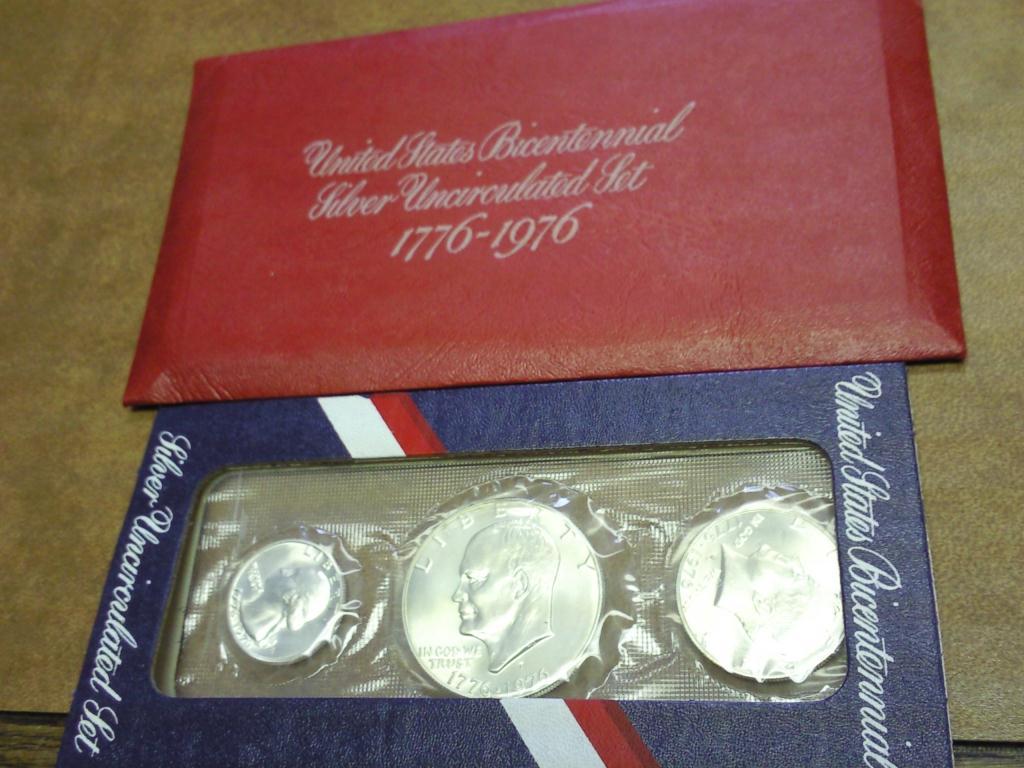 United States Bicentennial
Silver Uncirculated Set
1776-1976
Silver Uncirculated Set
United States Bicentennial
LIBERTY
IN GOD WE
TRUST
1776-1976